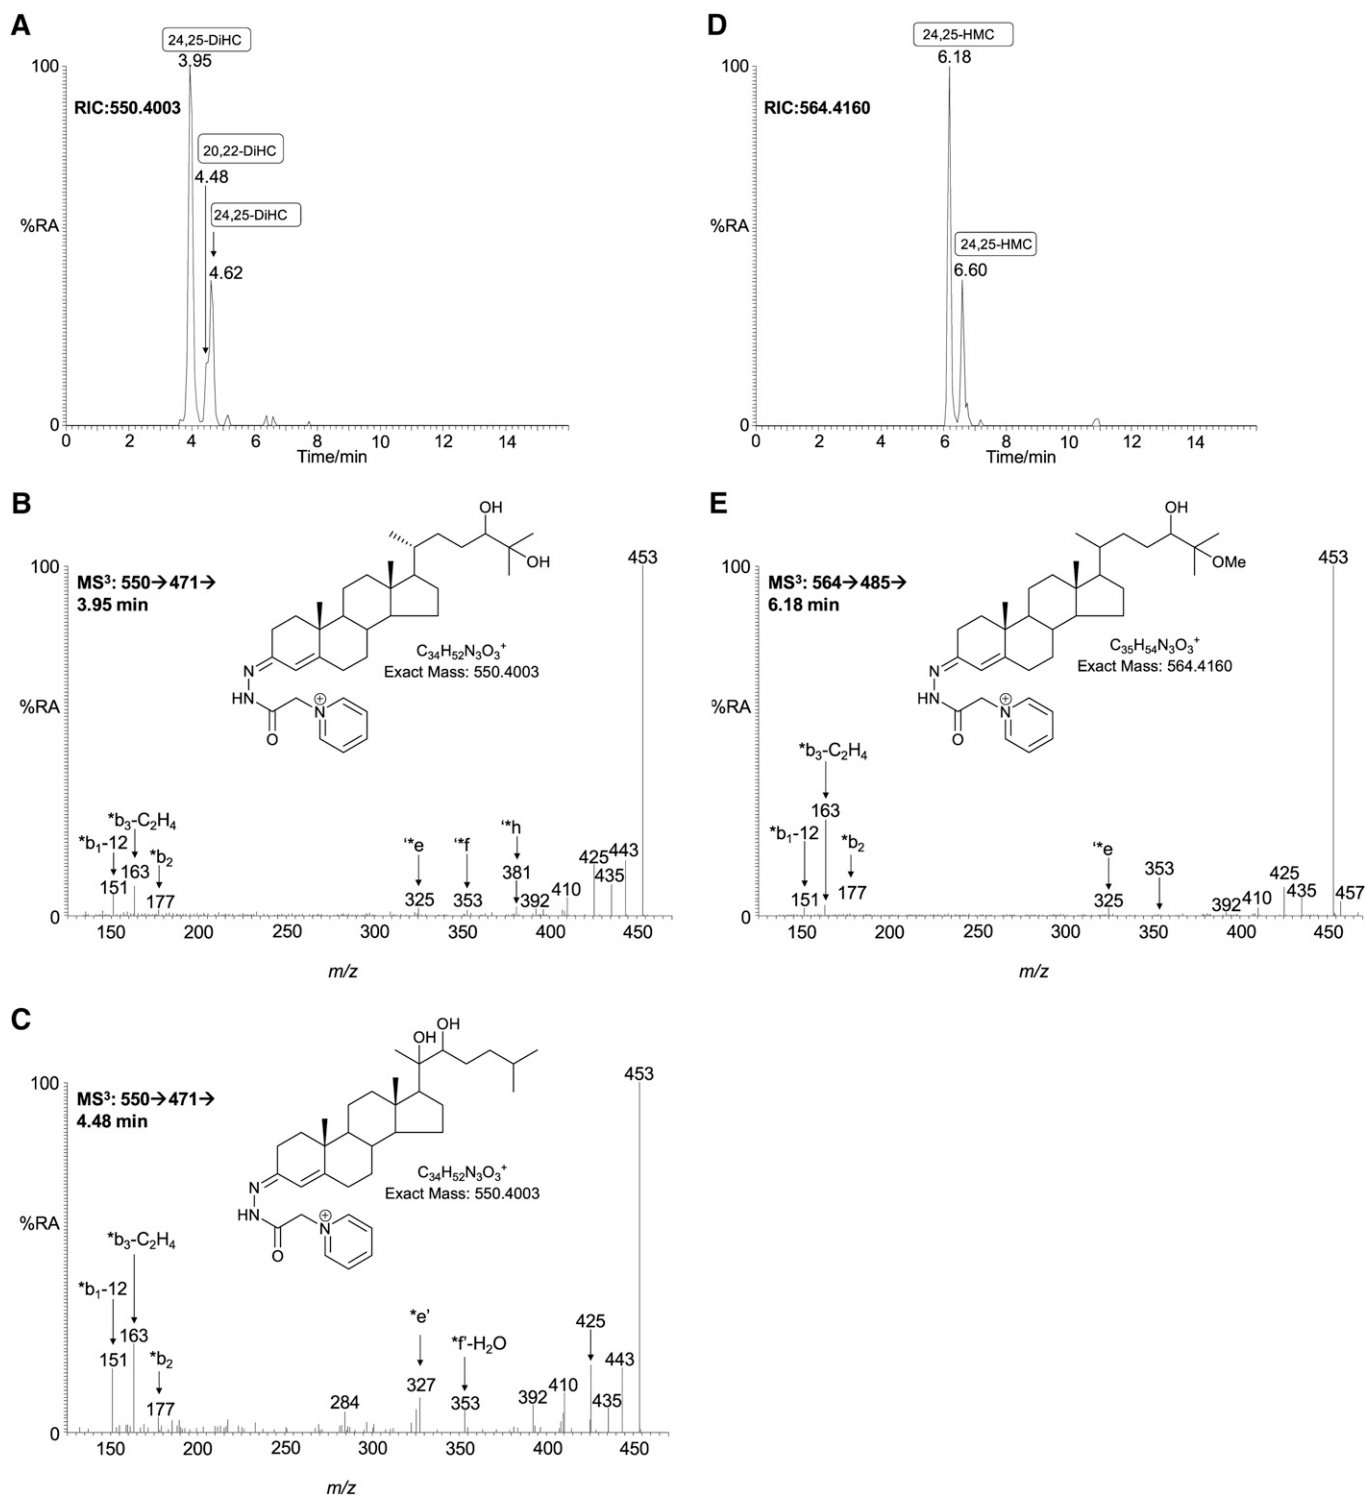 A
24,25-DiHC
3.95
100
RIC:550.4003
20,22-DiHC
4.48
24,25-DiHC
%RA
4.62
0
0 2 4 6 8 10 12 14
Time/min
D
24,25-HMC
6.18
100
RIC:564.4160
%RA
24,25-HMC
6.60
0
0 2 4 6 8 10 12 14
Time/min
B
OH
OH
100
453
MS³: 550→471→
3.95 min
C₃₄H₅₂N₃O₃⁺
Exact Mass: 550.4003
N
HN
N
⊕
O
%RA
*b₃-C₂H₄
*b₁-12
163
*b₂
151
177
‘*e
325
‘*f
353
‘*h
381
392
410
425
435
443
0
150 200 250 300 350 400 450
m/z
E
OH
OMe
100
453
MS³: 564→485→
6.18 min
C₃₅H₅₄N₃O₃⁺
Exact Mass: 564.4160
N
HN
N
⊕
O
%RA
*b₃-C₂H₄
163
*b₁-12
*b₂
151
177
‘*e
325
353
392
410
425
435
457
0
150 200 250 300 350 400 450
m/z
C
OH
OH
100
453
MS³: 550→471→
4.48 min
C₃₄H₅₂N₃O₃⁺
Exact Mass: 550.4003
N
HN
N
⊕
O
%RA
*b₃-C₂H₄
*b₁-12
163
151
*b₂
177
284
*e’
327
*f’-H₂O
353
392
410
425
435
443
0
150 200 250 300 350 400 450
m/z